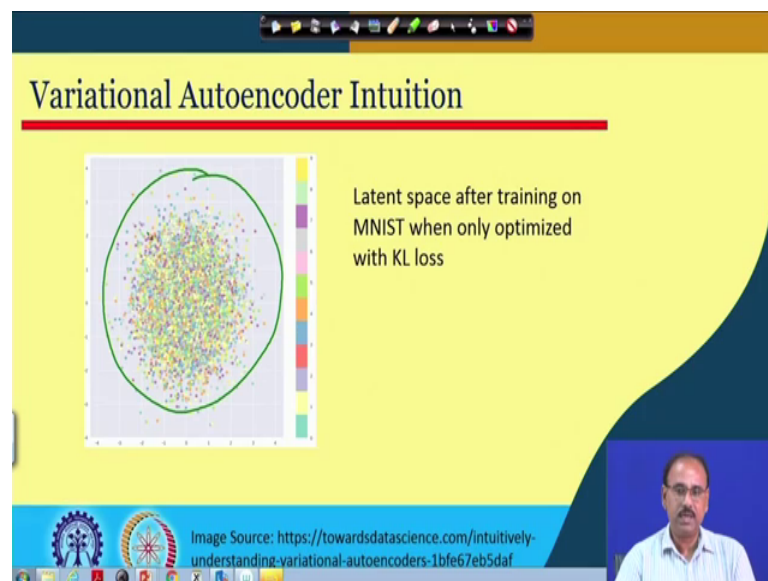 Variational Autoencoder Intuition
Latent space after training on
MNIST when only optimized
with KL loss
Image Source: https://towardsdatascience.com/intuitively-
understanding-variational-autoencoders-1bfe67eb5daf